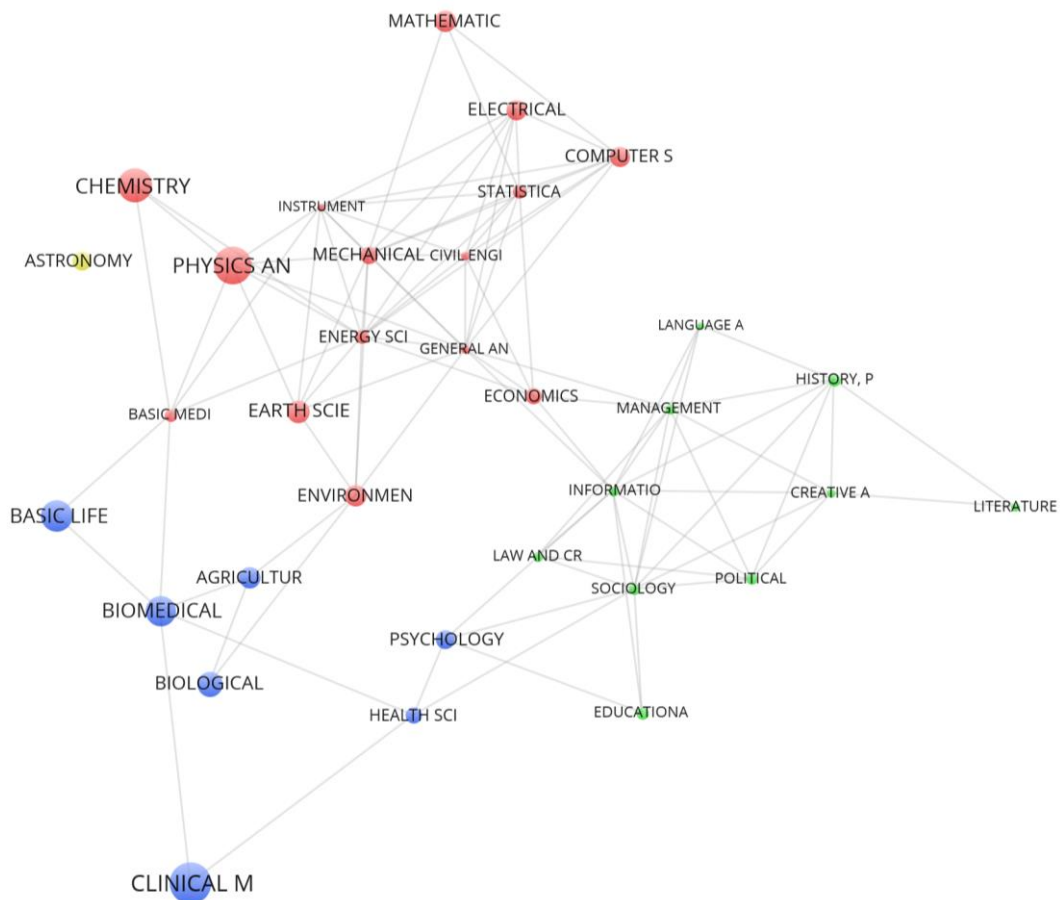 MATHEMATIC
ELECTRICAL
COMPUTER S
CHEMISTRY
STATISTICA
INSTRUMENT
MECHANICAL
CIVIL ENGI
ASTRONOMY
PHYSICS AN
LANGUAGE A
ENERGY SCI
GENERAL AN
HISTORY, P
ECONOMICS
MANAGEMENT
BASIC MEDI
EARTH SCIE
INFORMATIO
CREATIVE A
ENVIRONMEN
LITERATURE
BASIC LIFE
LAW AND CR
AGRICULTUR
POLITICAL
SOCIOLOGY
BIOMEDICAL
PSYCHOLOGY
BIOLOGICAL
EDUCATIONA
HEALTH SCI
CLINICAL M